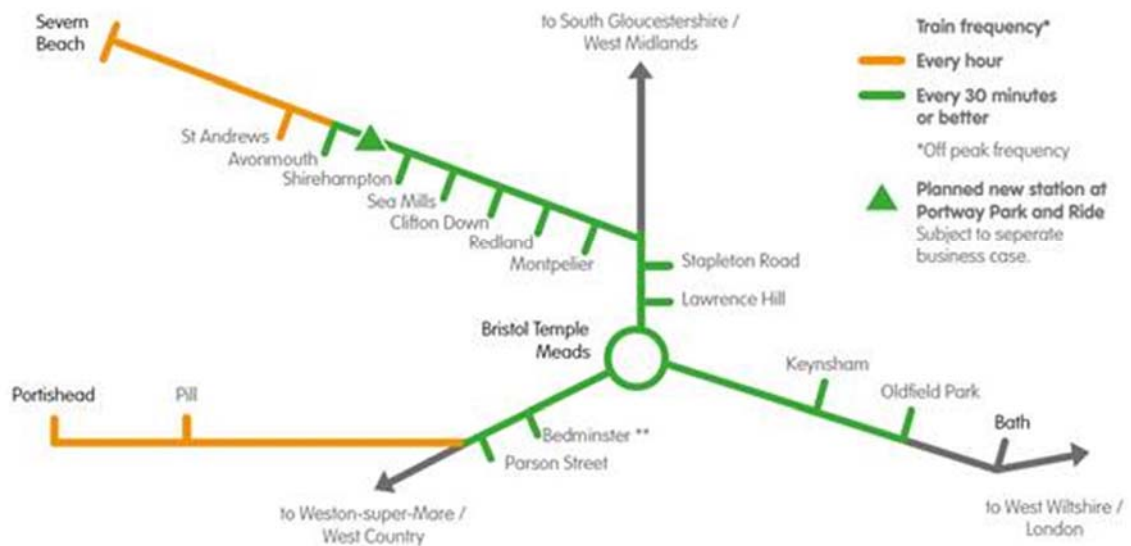 Severn
Beach
to South Gloucestershire /
West Midlands
Train frequency*
Every hour
Every 30 minutes
or better
*Off peak frequency
Planned new station at
Portway Park and Ride
Subject to seperate
business case.
St Andrews
Avonmouth
Shirehampton
Sea Mills
Clifton Down
Redland
Montpelier
Stapleton Road
Lawrence Hill
Bristol Temple
Meads
Keynsham
Oldfield Park
Bath
Portishead
Pill
Bedminster **
Parson Street
to Weston-super-Mare /
West Country
to West Wiltshire /
London